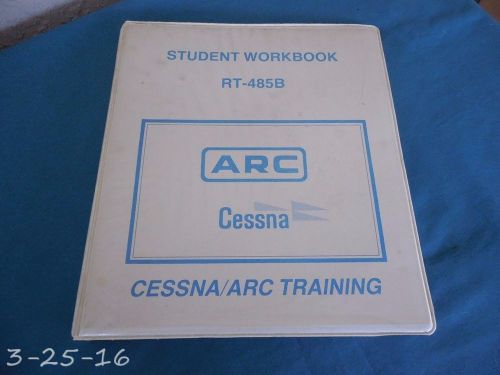 STUDENT WORKBOOK
RT-485B
ARC
Cessna
CESSNA/ARC TRAINING
3-25-16